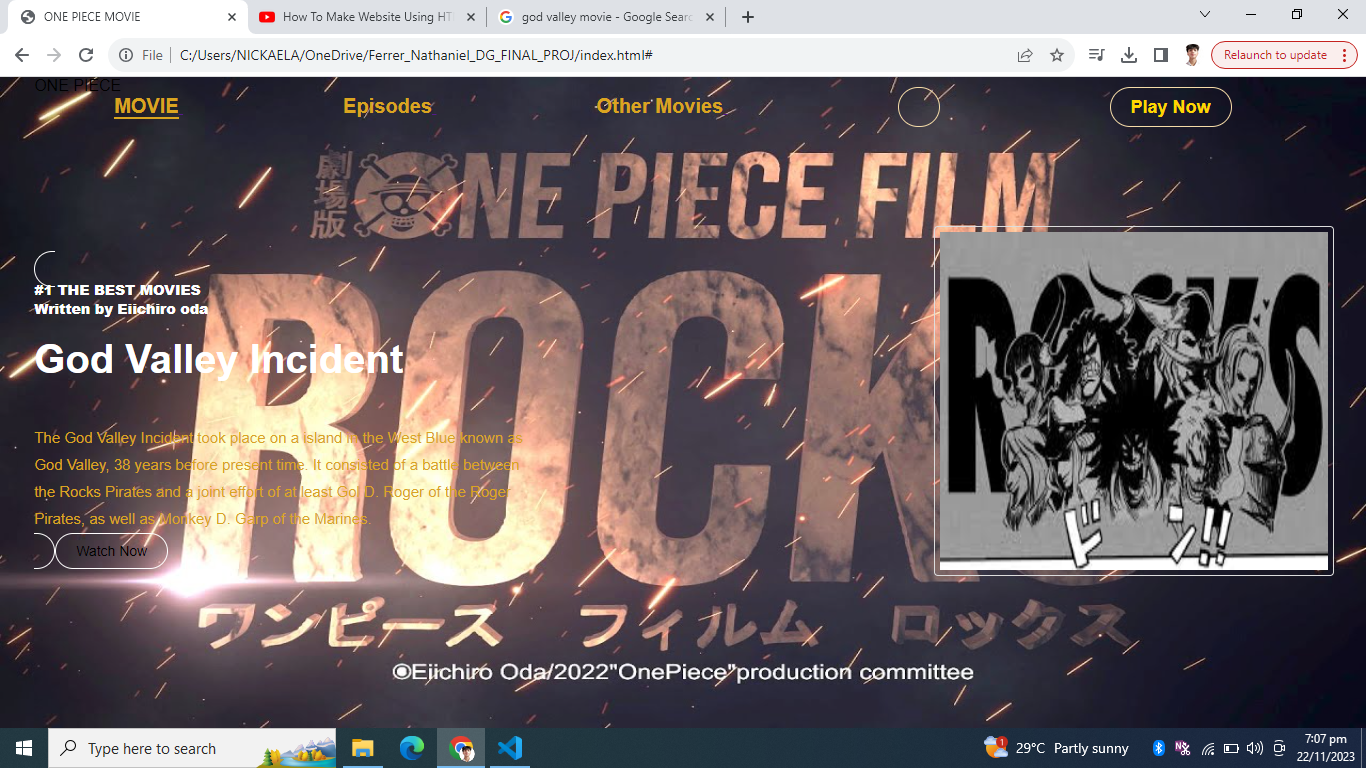 ONE PIECE MOVIE
How To Make Website Using HT
god valley movie - Google Searc
File
C:/Users/NICKAELA/OneDrive/Ferrer_Nathaniel_DG_FINAL_PROJ/index.html#
Relaunch to update
ONE PIECE
MOVIE
Episodes
Other Movies
Play Now
劇場版
ONE PIECE FILM
ROCKS
ROCKS
ドン!!
#1 THE BEST MOVIES
Written by Eiichiro oda
God Valley Incident
The God Valley Incident took place on a island in the West Blue known as
God Valley, 38 years before present time. It consisted of a battle between
the Rocks Pirates and a joint effort of at least Gol D. Roger of the Roger
Pirates, as well as Monkey D. Garp of the Marines.
Watch Now
ワンピース フィルム ロックス
◉Eiichiro Oda/2022"OnePiece"production committee
Type here to search
1
29°C Partly sunny
7:07 pm
22/11/2023